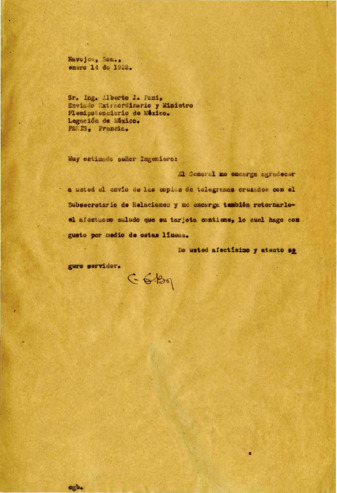 Navojoa, Son.,
enero 14 de 1928.
Sr. Ing. Alberto J. Pani,
Enviado Extraordinario y Ministro
Plenipotenciario de México.
Legación de México.
PARIS, Francia.
Muy estimado señor Ingeniero:
El General me encarga agradecer
a usted el envío de las copias de telegramas cruzados con el
Subsecretario de Relaciones y me encarga también retornarle-
el afectuoso saludo que su tarjeta contiene, lo cual hago con
gusto por medio de estas líneas.
De usted afectísimo y atento se
guro servidor.
egb.